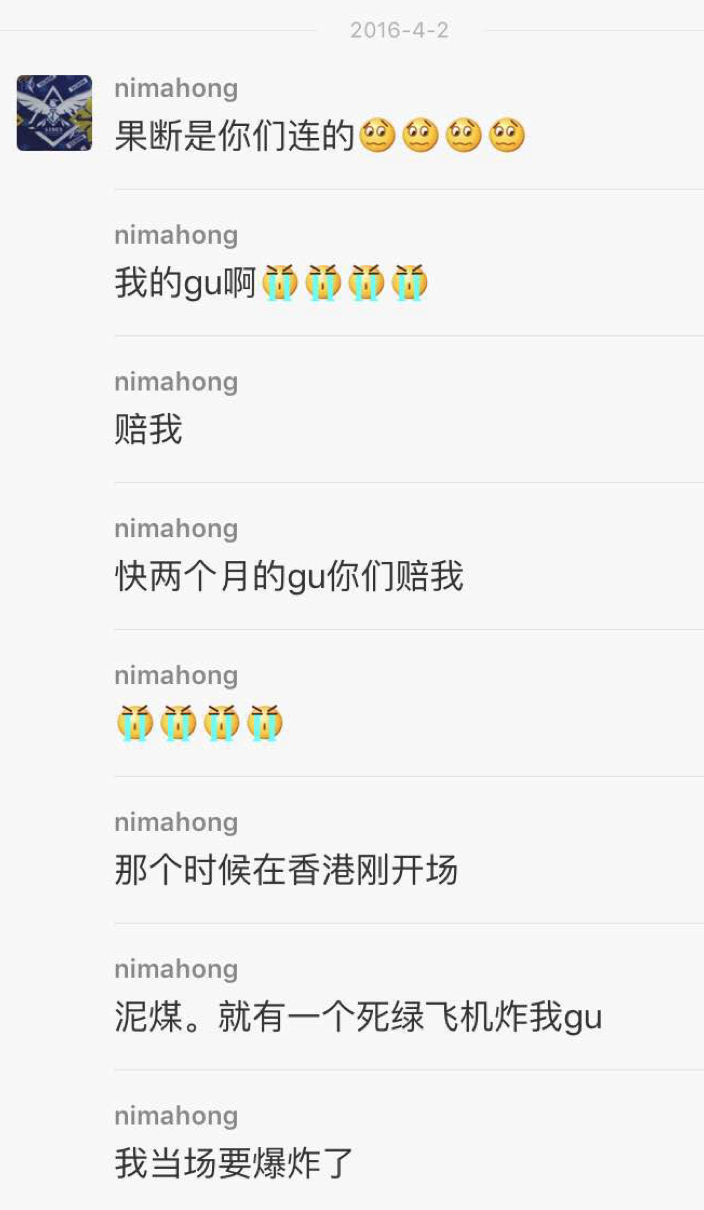 2016-4-2
nimahong
果断是你们连的🥴🥴🥴🥴
nimahong
我的gu啊😭😭😭😭
nimahong
赔我
nimahong
快两个月的gu你们赔我
nimahong
😭😭😭😭
nimahong
那个时候在香港刚开场
nimahong
泥煤。就有一个死绿飞机炸我gu
nimahong
我当场要爆炸了